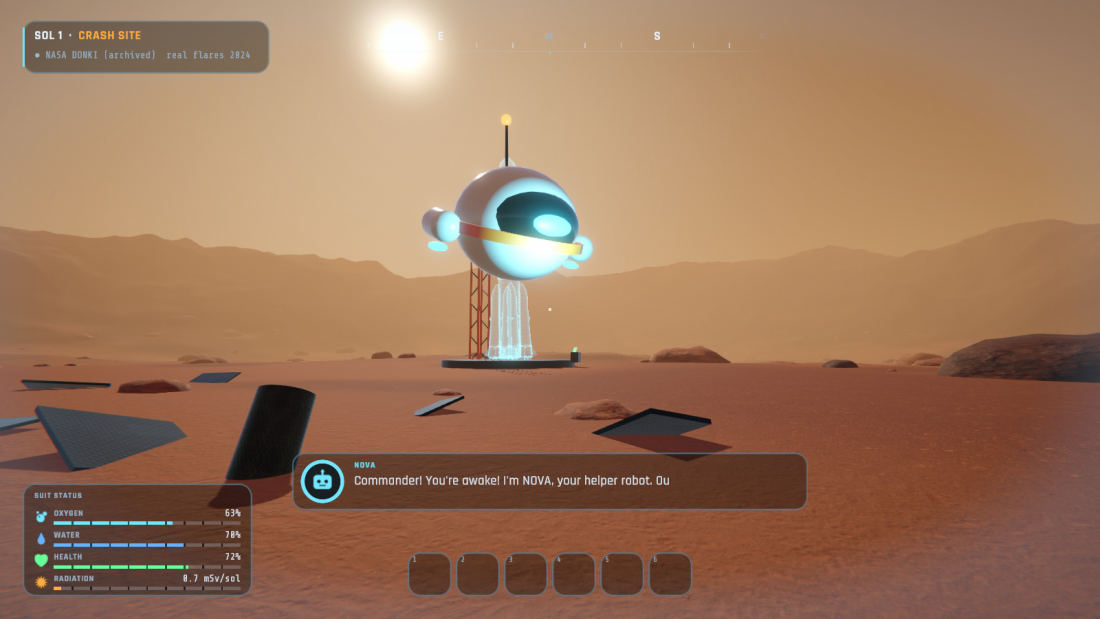 SOL 1 · CRASH SITE
NASA DONKI (archived) real flares 2024
E
S
NOVA
Commander! You're awake! I'm NOVA, your helper robot. Ou
SUIT STATUS
OXYGEN 63%
WATER 70%
HEALTH 72%
RADIATION 0.7 mSv/sol
1 2 3 4 5 6